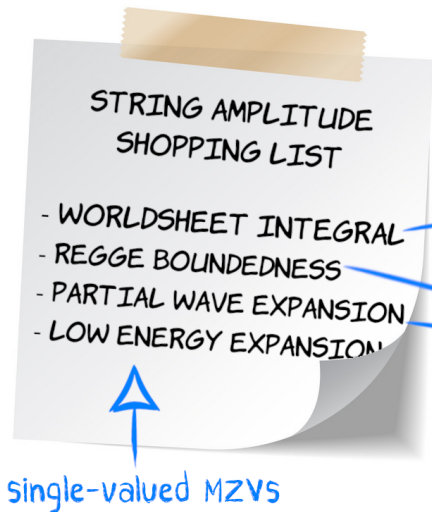 STRING AMPLITUDE
SHOPPING LIST
- WORLDSHEET INTEGRAL
- REGGE BOUNDEDNESS
- PARTIAL WAVE EXPANSION
- LOW ENERGY EXPANSION
single-valued MZVs